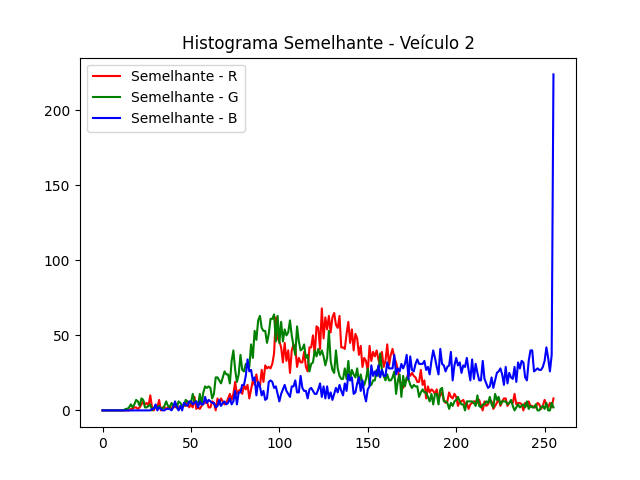 Histograma Semelhante - Veículo 2
Semelhante - R
Semelhante - G
Semelhante - B
200
150
100
50
0
0 50 100 150 200 250